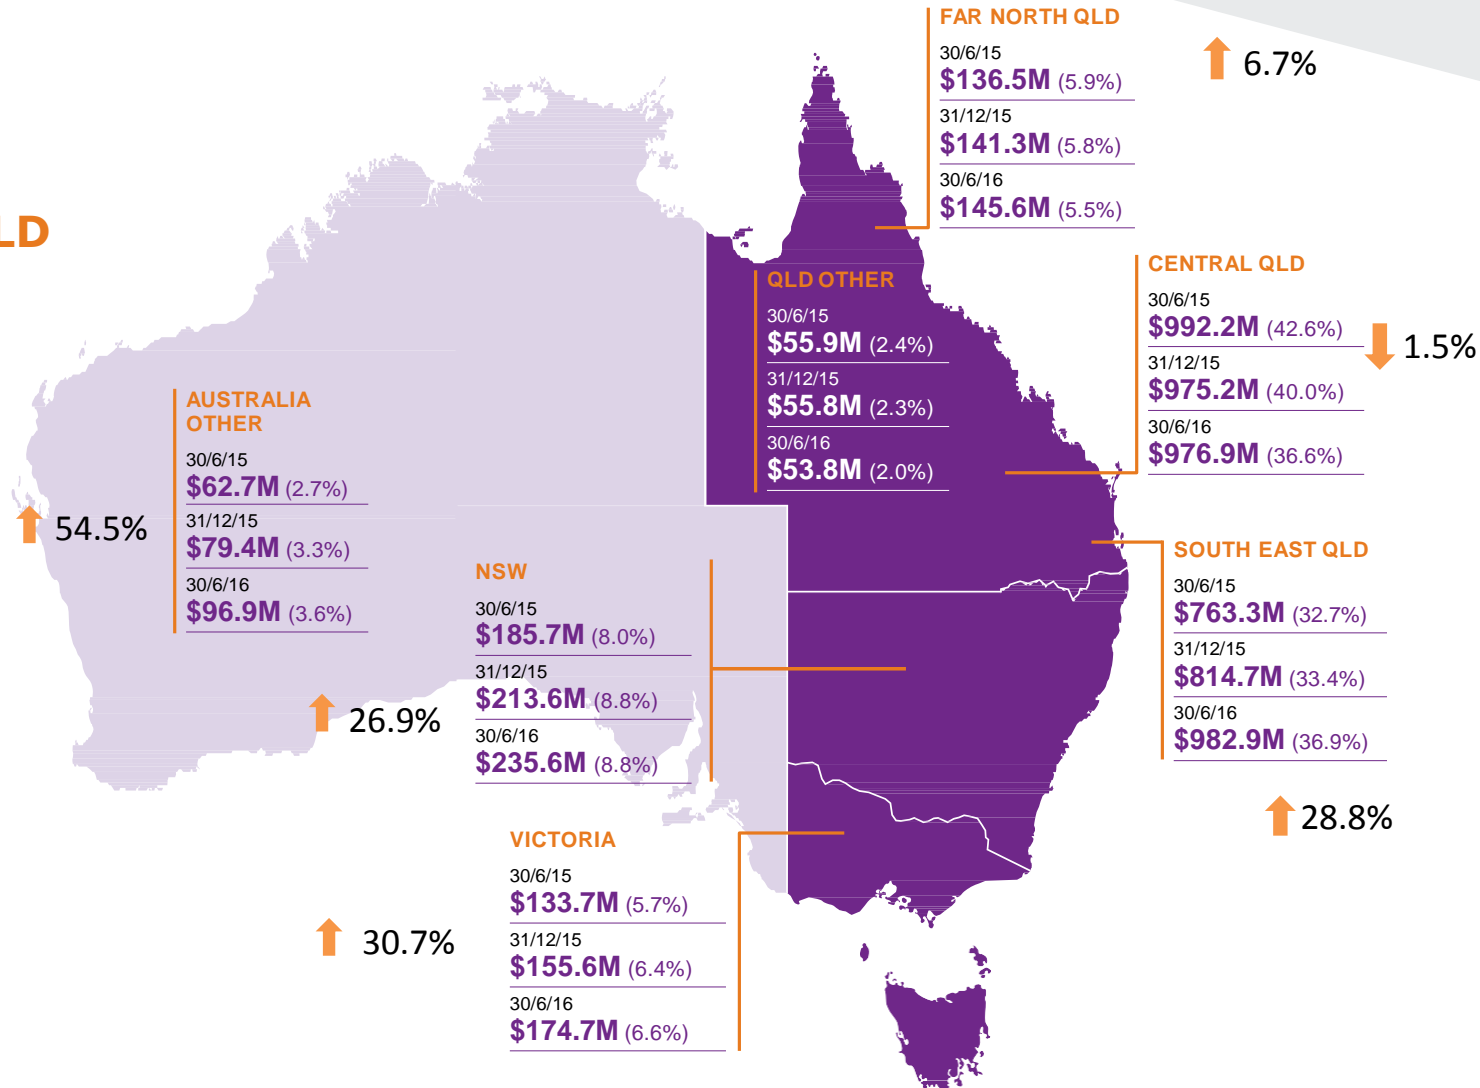 LD
FAR NORTH QLD
30/6/15
$136.5M (5.9%)
31/12/15
$141.3M (5.8%)
30/6/16
$145.6M (5.5%)
6.7%
CENTRAL QLD
30/6/15
$992.2M (42.6%)
31/12/15
$975.2M (40.0%)
30/6/16
$976.9M (36.6%)
1.5%
QLD OTHER
30/6/15
$55.9M (2.4%)
31/12/15
$55.8M (2.3%)
30/6/16
$53.8M (2.0%)
AUSTRALIA
OTHER
30/6/15
$62.7M (2.7%)
31/12/15
$79.4M (3.3%)
30/6/16
$96.9M (3.6%)
54.5%
SOUTH EAST QLD
30/6/15
$763.3M (32.7%)
31/12/15
$814.7M (33.4%)
30/6/16
$982.9M (36.9%)
28.8%
NSW
30/6/15
$185.7M (8.0%)
31/12/15
$213.6M (8.8%)
30/6/16
$235.6M (8.8%)
26.9%
VICTORIA
30/6/15
$133.7M (5.7%)
31/12/15
$155.6M (6.4%)
30/6/16
$174.7M (6.6%)
30.7%